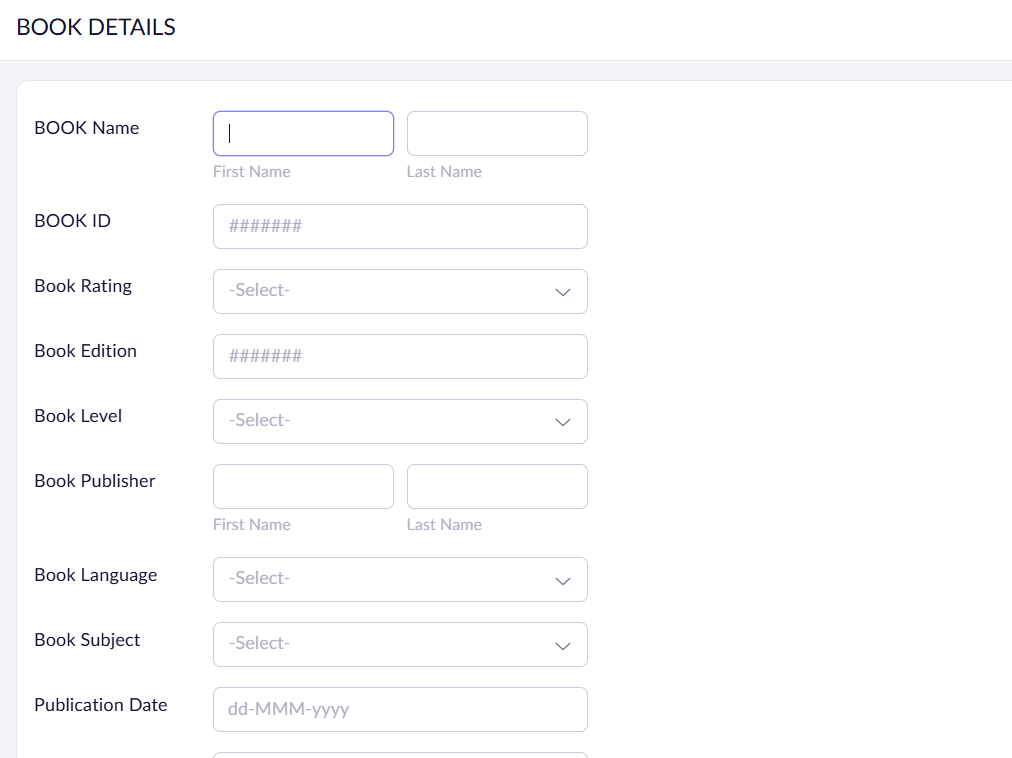 BOOK DETAILS
BOOK Name
First Name Last Name
BOOK ID #######
Book Rating -Select-
Book Edition #######
Book Level -Select-
Book Publisher
First Name Last Name
Book Language -Select-
Book Subject -Select-
Publication Date dd-MMM-yyyy